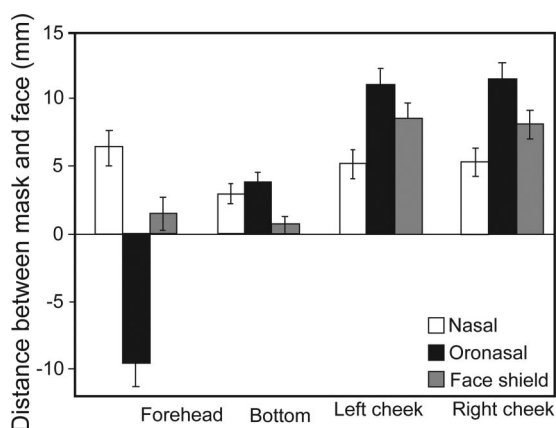 Distance between mask and face (mm)
15
10
5
0
-5
-10
Nasal
Oronasal
Face shield
Forehead Bottom Left cheek Right cheek